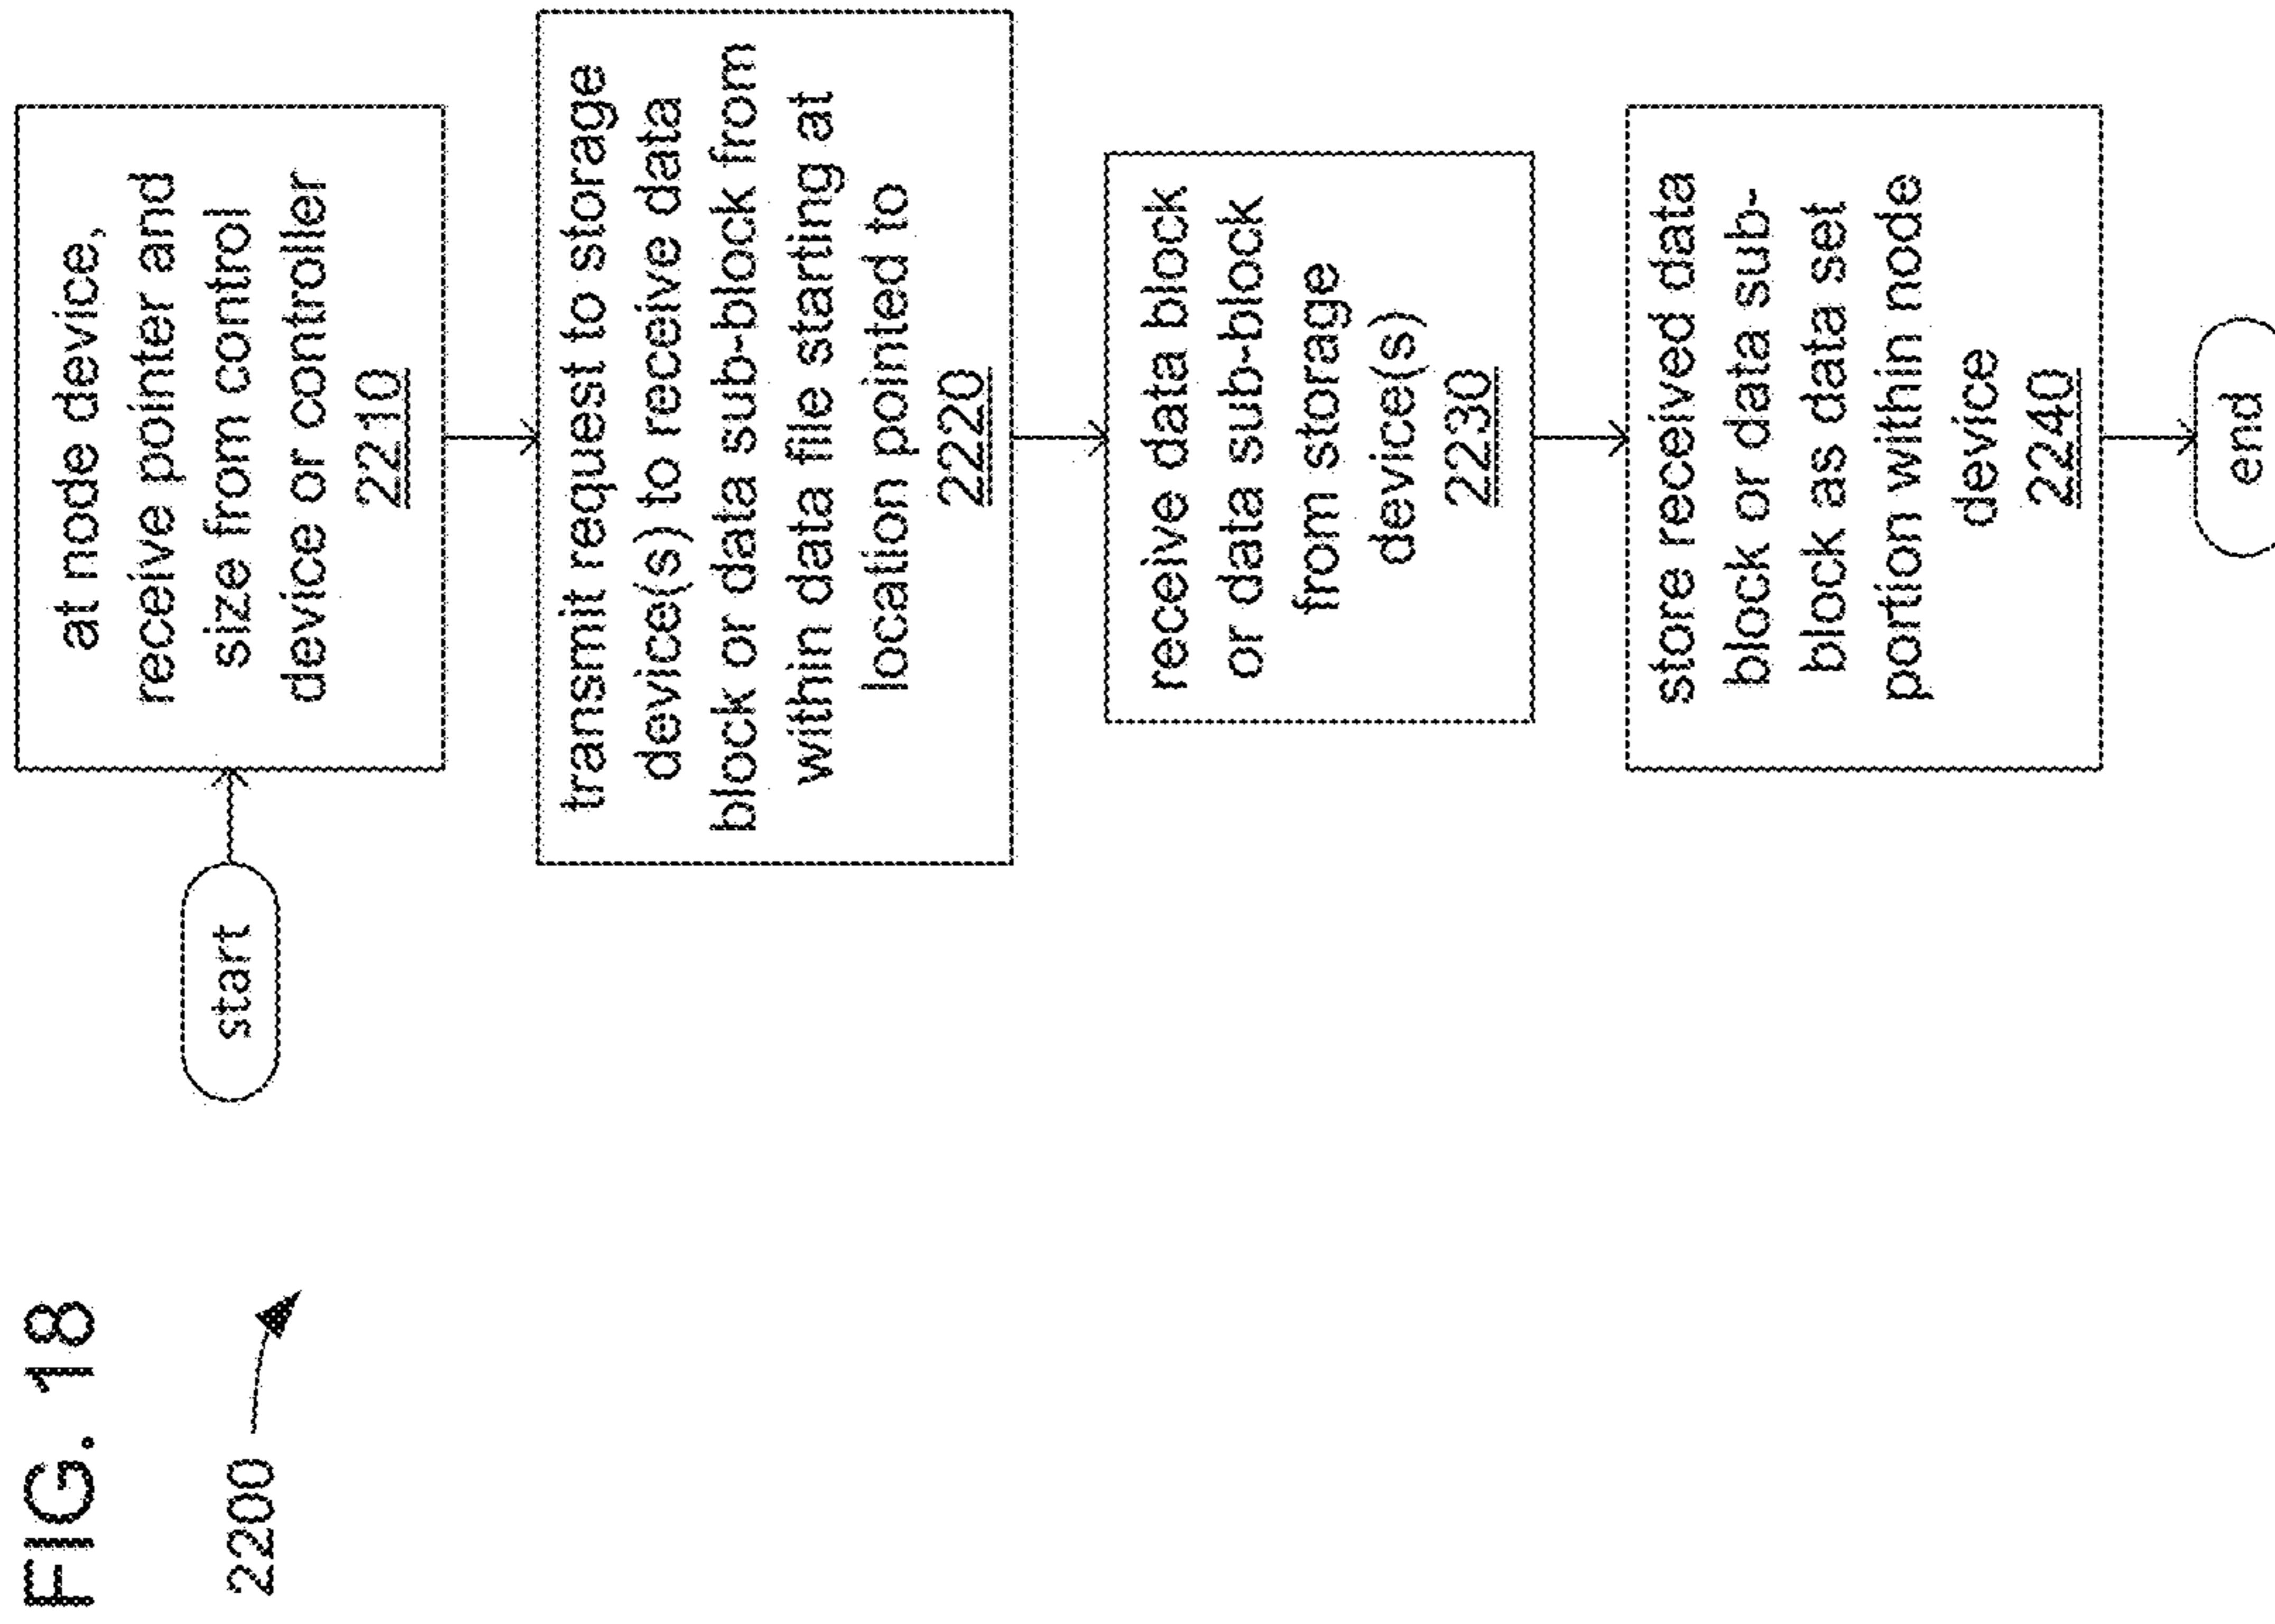 FIG. 18
2200
start
at node device,
receive pointer and
size from control
device or controller
2210
transmit request to storage
device(s) to receive data
block or data sub-block from
within data file starting at
location pointed to
2220
receive data block
or data sub-block
from storage
device(s)
2230
store received data
block or data sub-
block as data set
portion within node
device
2240
end